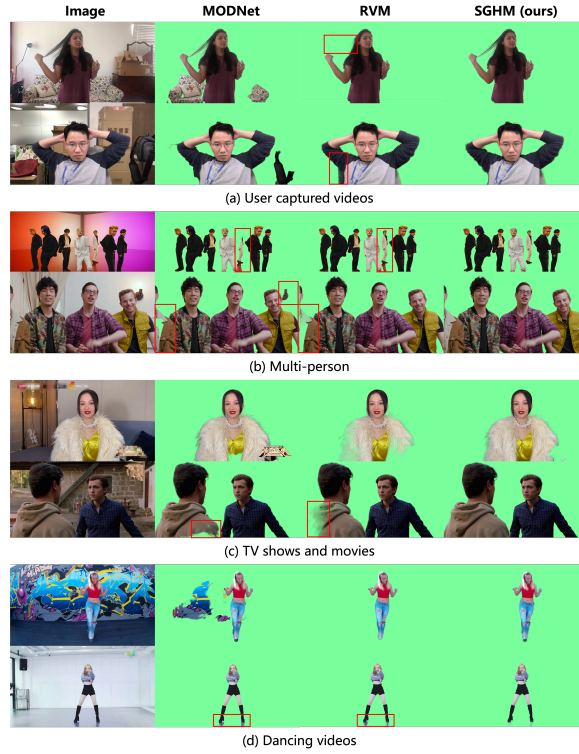 Image MODNet RVM SGHM (ours)
(a) User captured videos
(b) Multi-person
(c) TV shows and movies
(d) Dancing videos